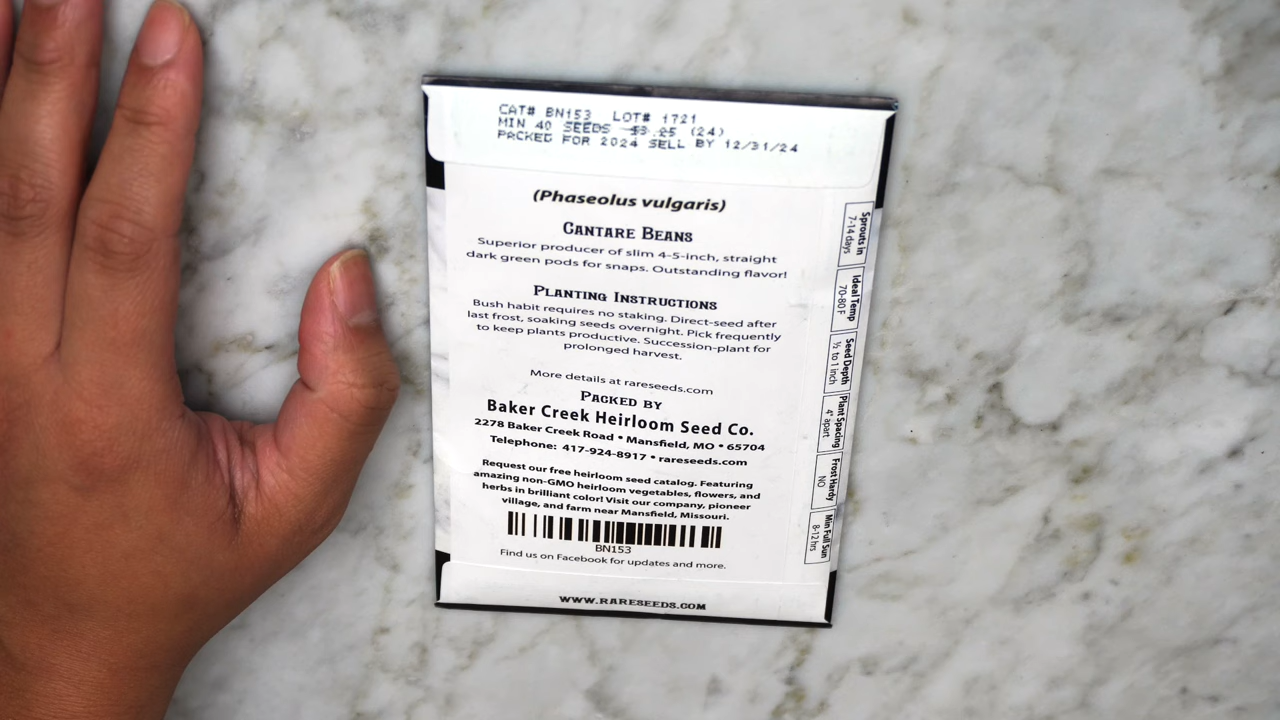 CAT# BN153 LOT# 1721
MIN 40 SEEDS $3.25 (24)
PACKED FOR 2024 SELL BY 12/31/24
(Phaseolus vulgaris)
Cantare Beans
Superior producer of slim 4-5-inch, straight
dark green pods for snaps. Outstanding flavor!
Planting Instructions
Bush habit requires no staking. Direct-seed after
last frost, soaking seeds overnight. Pick frequently
to keep plants productive. Succession-plant for
prolonged harvest.
More details at rareseeds.com
Packed by
Baker Creek Heirloom Seed Co.
2278 Baker Creek Road • Mansfield, MO • 65704
Telephone: 417-924-8917 • rareseeds.com
Request our free heirloom seed catalog. Featuring
amazing non-GMO heirloom vegetables, flowers, and
herbs in brilliant color! Visit our company, pioneer
village, and farm near Mansfield, Missouri.
BN153
Find us on Facebook for updates and more.
www.rareseeds.com
Sprouts in
7-14 days
Ideal Temp
70-80 F
Seed Depth
½ to 1 inch
Plant Spacing
4" apart
Frost Hardy
NO
Min Full Sun
8-12 hrs